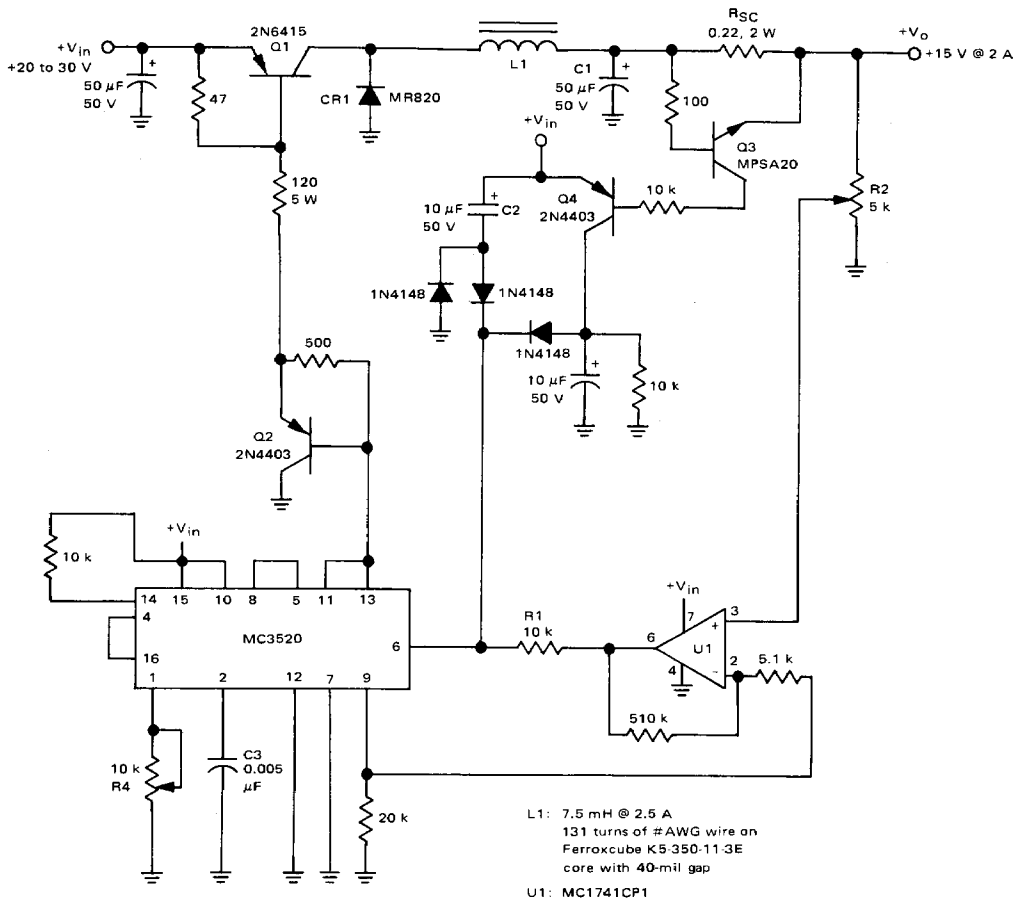 +Vin
+20 to 30 V
+
50 µF
50 V
2N6415
Q1
47
CR1
MR820
L1
C1
+
50 µF
50 V
RSC
0.22, 2 W
+Vo
+15 V @ 2 A
100
Q3
MPSA20
R2
5 k
120
5 W
+Vin
+
10 µF
50 V
C2
Q4
2N4403
10 k
1N4148
1N4148
1N4148
10 µF
50 V
+
10 k
500
Q2
2N4403
10 k
+Vin
14
15
10
8
5
11
13
4
16
MC3520
6
1
2
12
7
9
10 k
R4
C3
0.005
µF
20 k
R1
10 k
+Vin
7
6
U1
+
-
3
2
4
5.1 k
510 k
L1: 7.5 mH @ 2.5 A
131 turns of #AWG wire on
Ferroxcube K5-350-11-3E
core with 40-mil gap
U1: MC1741CP1